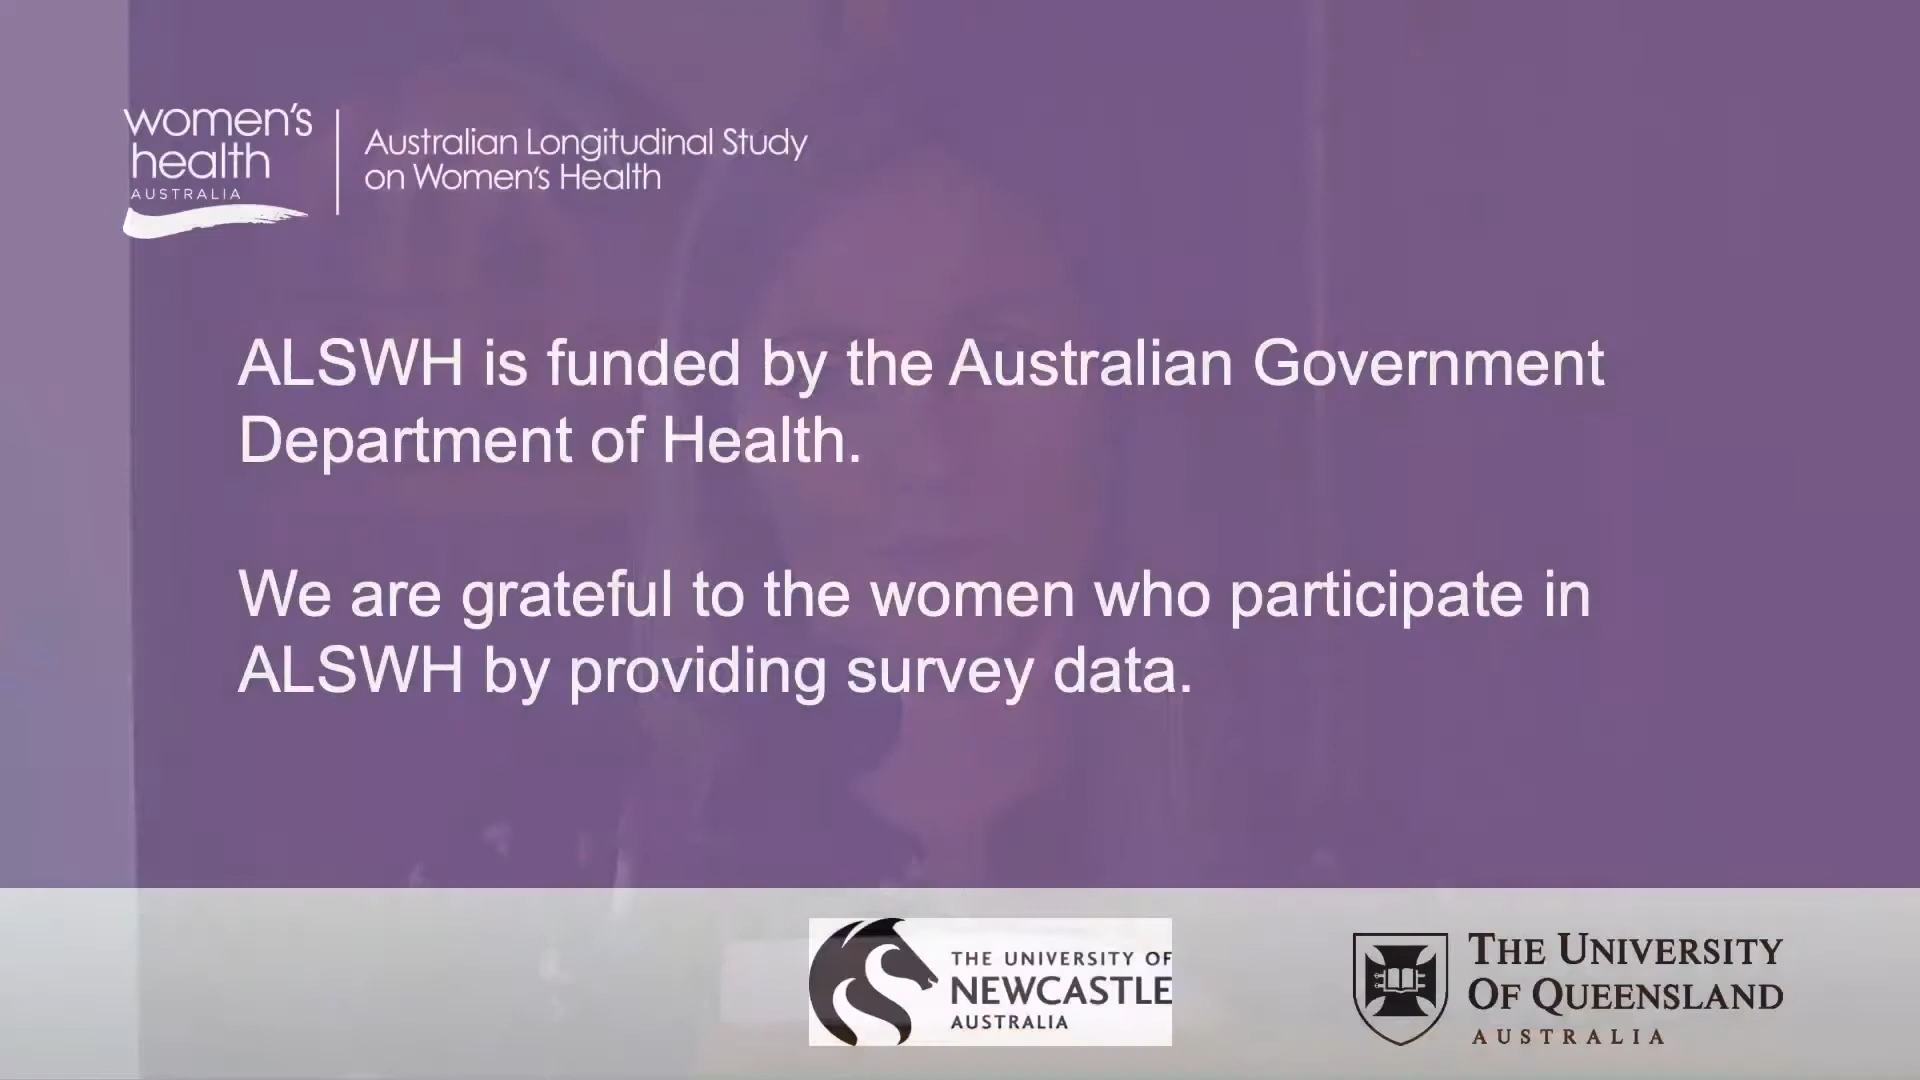 women's
health
AUSTRALIA
Australian Longitudinal Study
on Women's Health
ALSWH is funded by the Australian Government
Department of Health.
We are grateful to the women who participate in
ALSWH by providing survey data.
THE UNIVERSITY OF
NEWCASTLE
AUSTRALIA
THE UNIVERSITY
OF QUEENSLAND
AUSTRALIA